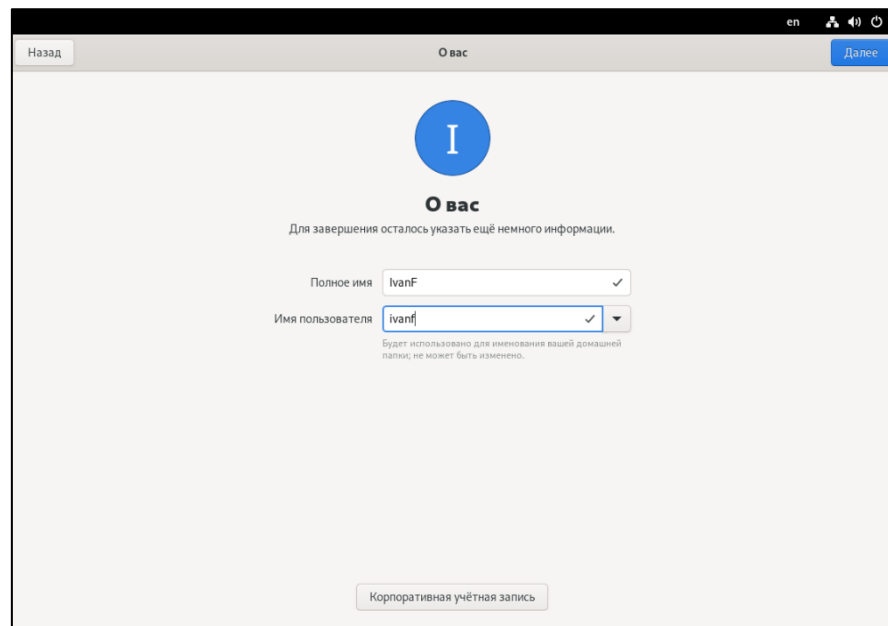 en
Назад
О вас
Далее
I
О вас
Для завершения осталось указать ещё немного информации.
Полное имя IvanF
Имя пользователя ivanf
Будет использовано для именования вашей домашней
папки; не может быть изменено.
Корпоративная учётная запись